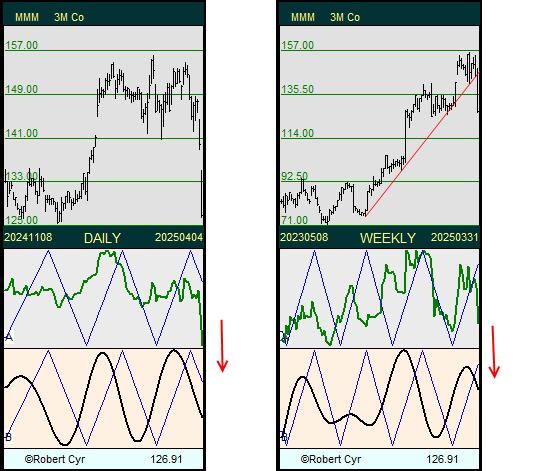 MMM 3M Co
157.00
149.00
141.00
133.00
125.00
20241108 DAILY 20250404
A
B
©Robert Cyr 126.91
MMM 3M Co
157.00
135.50
114.00
92.50
71.00
20230508 WEEKLY 20250331
A
B
©Robert Cyr 126.91